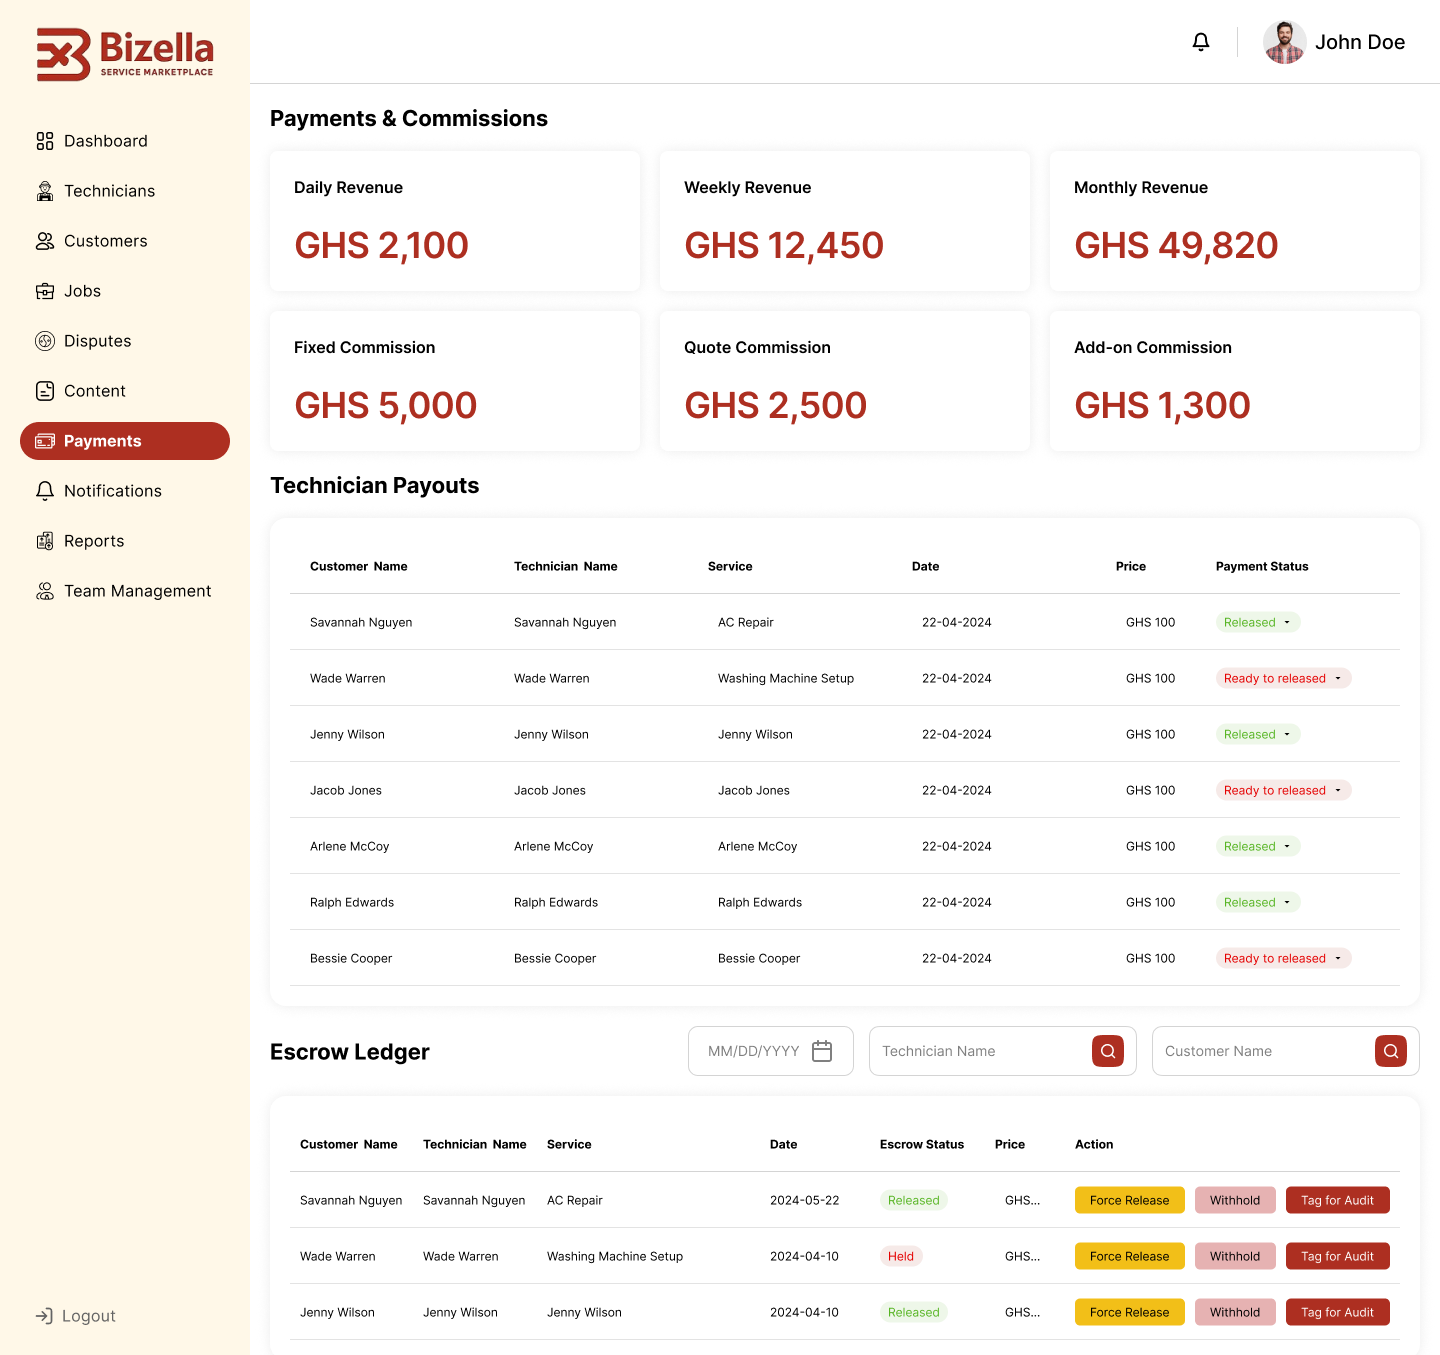 Bizella
SERVICE MARKETPLACE
John Doe
Dashboard
Technicians
Customers
Jobs
Disputes
Content
Payments
Notifications
Reports
Team Management
Logout
Payments & Commissions
Daily Revenue
GHS 2,100
Weekly Revenue
GHS 12,450
Monthly Revenue
GHS 49,820
Fixed Commission
GHS 5,000
Quote Commission
GHS 2,500
Add-on Commission
GHS 1,300
Technician Payouts
Customer Name Technician Name Service Date Price Payment Status
Savannah Nguyen Savannah Nguyen AC Repair 22-04-2024 GHS 100 Released
Wade Warren Wade Warren Washing Machine Setup 22-04-2024 GHS 100 Ready to released
Jenny Wilson Jenny Wilson Jenny Wilson 22-04-2024 GHS 100 Released
Jacob Jones Jacob Jones Jacob Jones 22-04-2024 GHS 100 Ready to released
Arlene McCoy Arlene McCoy Arlene McCoy 22-04-2024 GHS 100 Released
Ralph Edwards Ralph Edwards Ralph Edwards 22-04-2024 GHS 100 Released
Bessie Cooper Bessie Cooper Bessie Cooper 22-04-2024 GHS 100 Ready to released
Escrow Ledger MM/DD/YYYY Technician Name Customer Name
Customer Name Technician Name Service Date Escrow Status Price Action
Savannah Nguyen Savannah Nguyen AC Repair 2024-05-22 Released GHS... Force Release Withhold Tag for Audit
Wade Warren Wade Warren Washing Machine Setup 2024-04-10 Held GHS... Force Release Withhold Tag for Audit
Jenny Wilson Jenny Wilson Jenny Wilson 2024-04-10 Released GHS... Force Release Withhold Tag for Audit